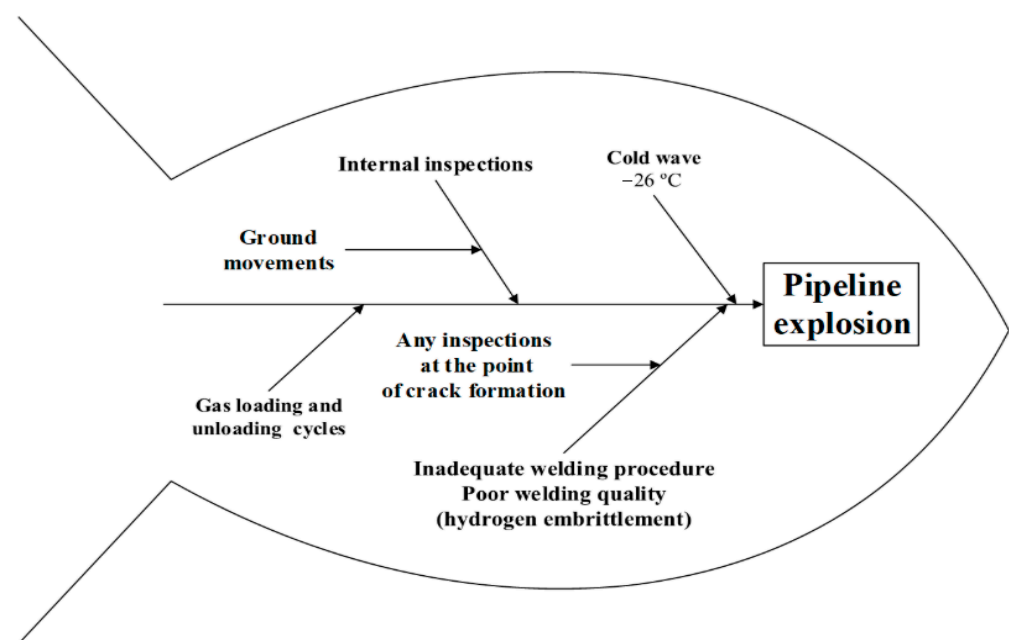 Internal inspections
Cold wave
−26 ºC
Ground
movements
Pipeline
explosion
Any inspections
at the point
of crack formation
Gas loading and
unloading cycles
Inadequate welding procedure
Poor welding quality
(hydrogen embrittlement)